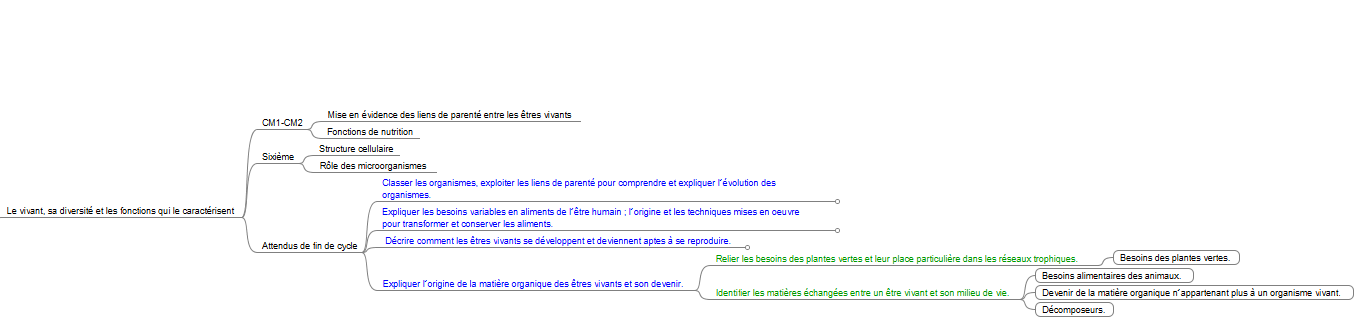 Le vivant, sa diversité et les fonctions qui le caractérisent
CM1-CM2
Mise en évidence des liens de parenté entre les êtres vivants
Fonctions de nutrition
Sixième
Structure cellulaire
Rôle des microorganismes
Attendus de fin de cycle
Classer les organismes, exploiter les liens de parenté pour comprendre et expliquer l’évolution des
organismes.
Expliquer les besoins variables en aliments de l’être humain ; l’origine et les techniques mises en oeuvre
pour transformer et conserver les aliments.
Décrire comment les êtres vivants se développent et deviennent aptes à se reproduire.
Expliquer l’origine de la matière organique des êtres vivants et son devenir.
Relier les besoins des plantes vertes et leur place particulière dans les réseaux trophiques.
Besoins des plantes vertes.
Identifier les matières échangées entre un être vivant et son milieu de vie.
Besoins alimentaires des animaux.
Devenir de la matière organique n’appartenant plus à un organisme vivant.
Décomposeurs.